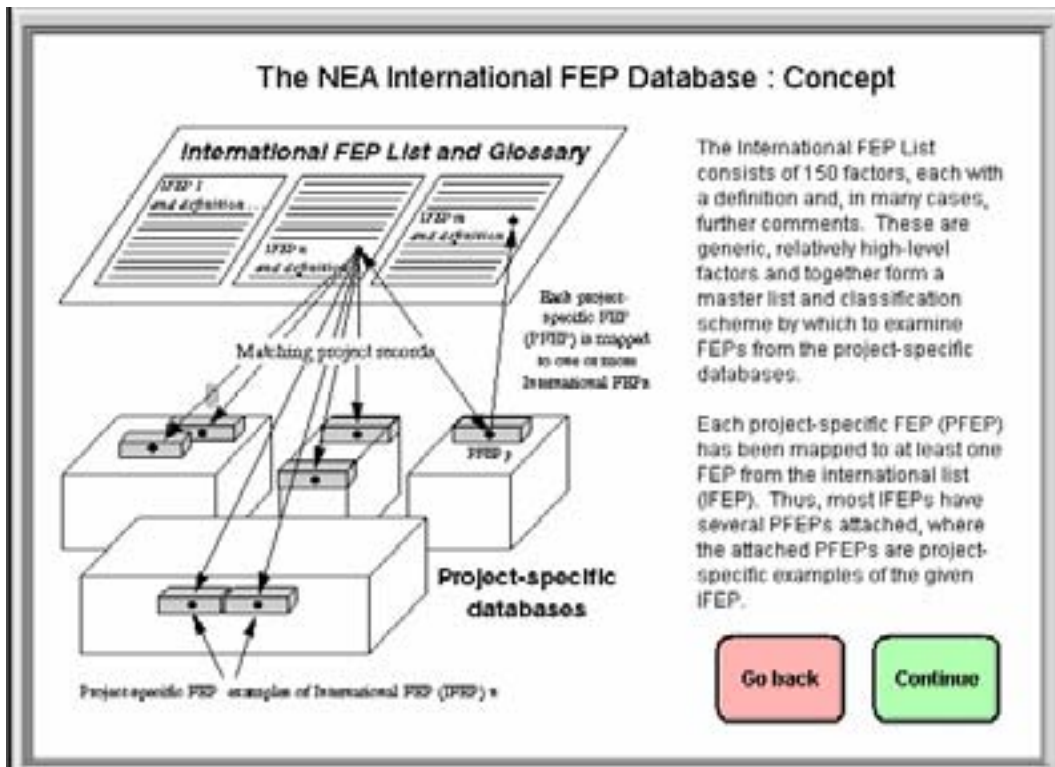 The NEA International FEP Database : Concept
International FEP List and Glossary
IFEP 1
and definition ...
IFEP n
and definition
IFEP m
and definition
Each project-
specific FEP
(PFEP) is mapped
to one or more
International FEPs
Matching project records
PFEP p
Project-specific
databases
Project-specific FEP examples of International FEP (IFEP) n
The International FEP List
consists of 150 factors, each with
a definition and, in many cases,
further comments. These are
generic, relatively high-level
factors and together form a
master list and classification
scheme by which to examine
FEPs from the project-specific
databases.
Each project-specific FEP (PFEP)
has been mapped to at least one
FEP from the international list
(IFEP). Thus, most IFEPs have
several PFEPs attached, where
the attached PFEPs are project-
specific examples of the given
IFEP.
Go back
Continue